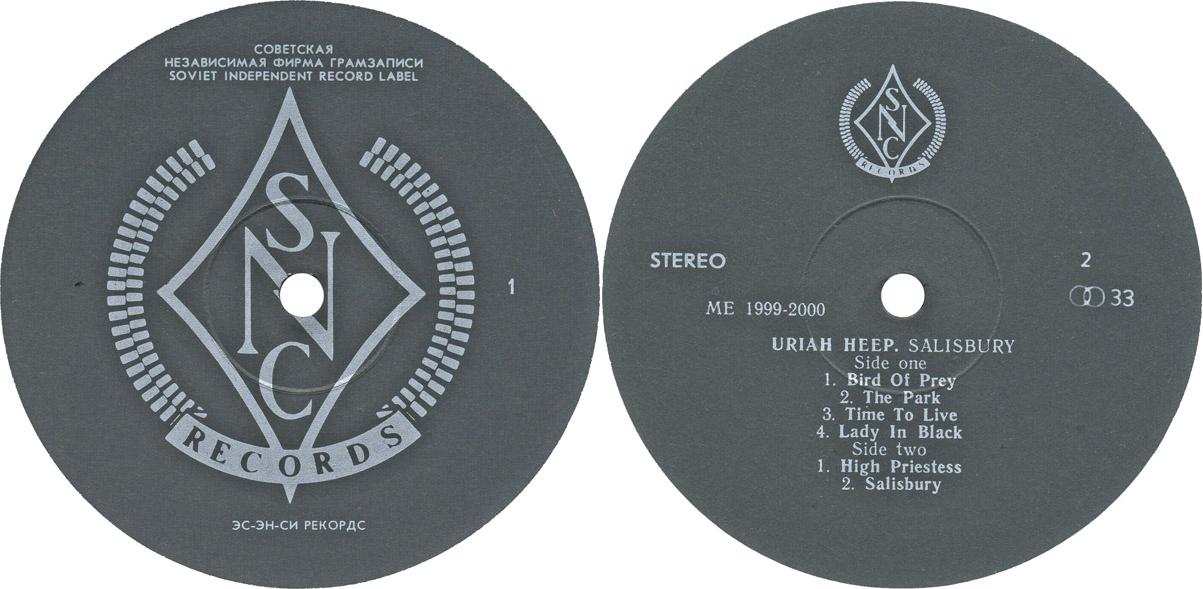 СОВЕТСКАЯ
НЕЗАВИСИМАЯ ФИРМА ГРАМЗАПИСИ
SOVIET INDEPENDENT RECORD LABEL
S
N
C
1
RECORDS
ЭС-ЭН-СИ РЕКОРДС
S
N
C
RECORDS
STEREO
2
33
ME 1999-2000
URIAH HEEP. SALISBURY
Side one
1. Bird Of Prey
2. The Park
3. Time To Live
4. Lady In Black
Side two
1. High Priestess
2. Salisbury